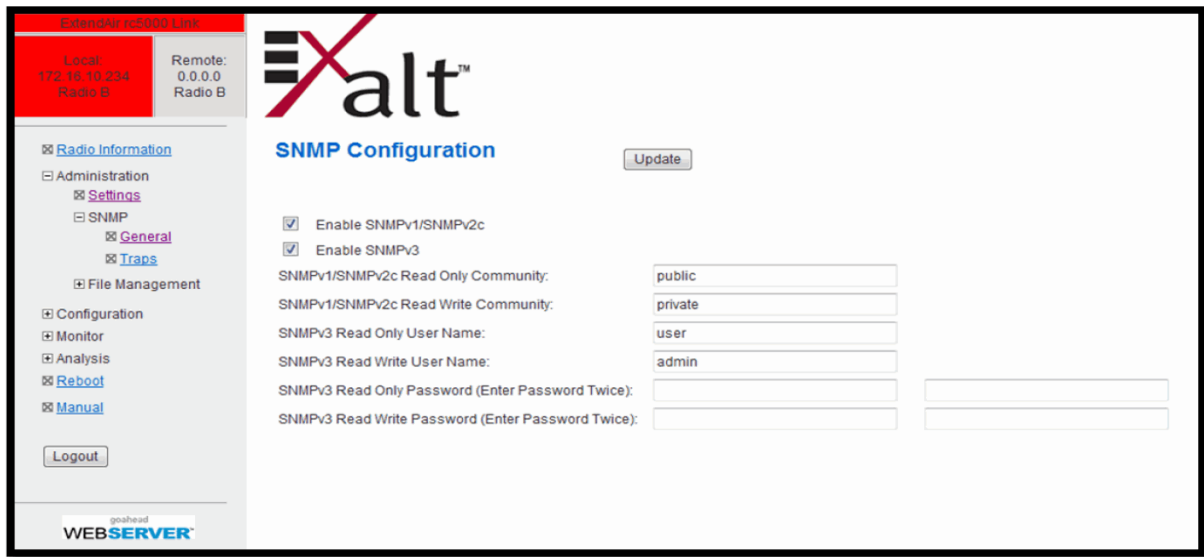 ExtendAir rc5000 Link
Local:
172.16.10.234
Radio B
Remote:
0.0.0.0
Radio B
Radio Information
Administration
Settings
SNMP
General
Traps
File Management
Configuration
Monitor
Analysis
Reboot
Manual
Logout
goahead
WEBSERVER™
EXalt™
SNMP Configuration
Update
Enable SNMPv1/SNMPv2c
Enable SNMPv3
SNMPv1/SNMPv2c Read Only Community: public
SNMPv1/SNMPv2c Read Write Community: private
SNMPv3 Read Only User Name: user
SNMPv3 Read Write User Name: admin
SNMPv3 Read Only Password (Enter Password Twice):
SNMPv3 Read Write Password (Enter Password Twice):